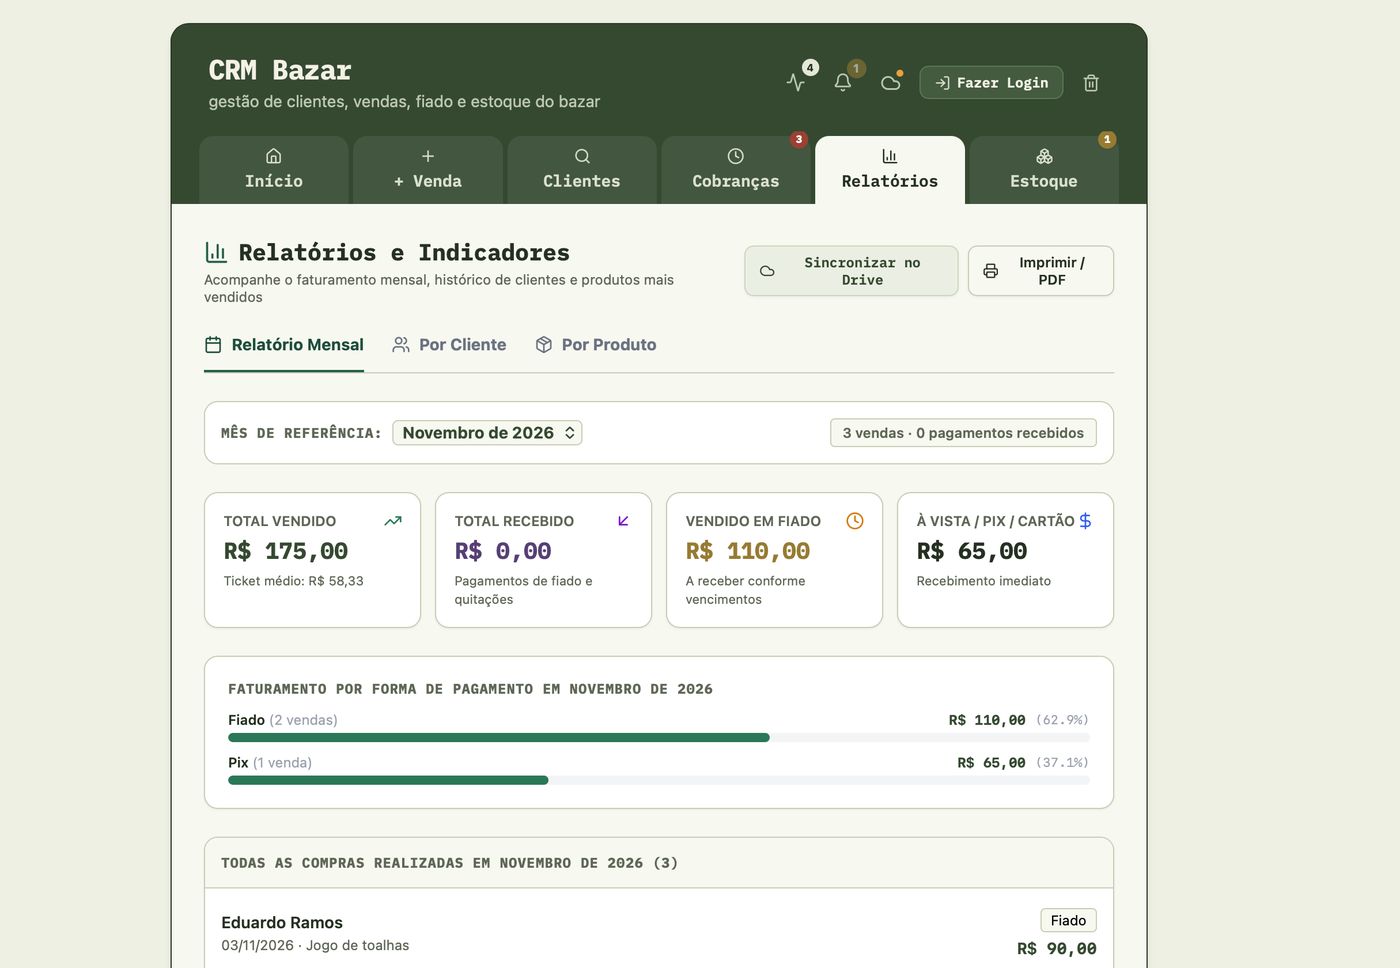 CRM Bazar
gestão de clientes, vendas, fiado e estoque do bazar
4
1
Fazer Login
Início
+ Venda
Clientes
3
Cobranças
Relatórios
1
Estoque
Relatórios e Indicadores
Acompanhe o faturamento mensal, histórico de clientes e produtos mais
vendidos
Sincronizar no
Drive
Imprimir /
PDF
Relatório Mensal
Por Cliente
Por Produto
MÊS DE REFERÊNCIA:
Novembro de 2026
3 vendas · 0 pagamentos recebidos
TOTAL VENDIDO
R$ 175,00
Ticket médio: R$ 58,33
TOTAL RECEBIDO
R$ 0,00
Pagamentos de fiado e
quitações
VENDIDO EM FIADO
R$ 110,00
A receber conforme
vencimentos
À VISTA / PIX / CARTÃO
R$ 65,00
Recebimento imediato
FATURAMENTO POR FORMA DE PAGAMENTO EM NOVEMBRO DE 2026
Fiado (2 vendas)
R$ 110,00 (62.9%)
Pix (1 venda)
R$ 65,00 (37.1%)
TODAS AS COMPRAS REALIZADAS EM NOVEMBRO DE 2026 (3)
Eduardo Ramos
Fiado
03/11/2026 · Jogo de toalhas
R$ 90,00